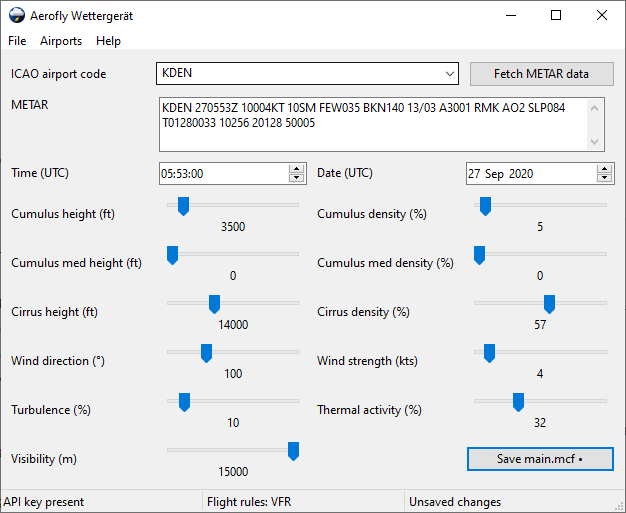 Aerofly Wettergerät
File Airports Help
ICAO airport code KDEN Fetch METAR data
METAR KDEN 270553Z 10004KT 10SM FEW035 BKN140 13/03 A3001 RMK AO2 SLP084
T01280033 10256 20128 50005
Time (UTC) 05:53:00 Date (UTC) 27 Sep 2020
Cumulus height (ft) Cumulus density (%)
3500 5
Cumulus med height (ft) Cumulus med density (%)
0 0
Cirrus height (ft) Cirrus density (%)
14000 57
Wind direction (°) Wind strength (kts)
100 4
Turbulence (%) Thermal activity (%)
10 32
Visibility (m) Save main.mcf •
15000
API key present Flight rules: VFR Unsaved changes